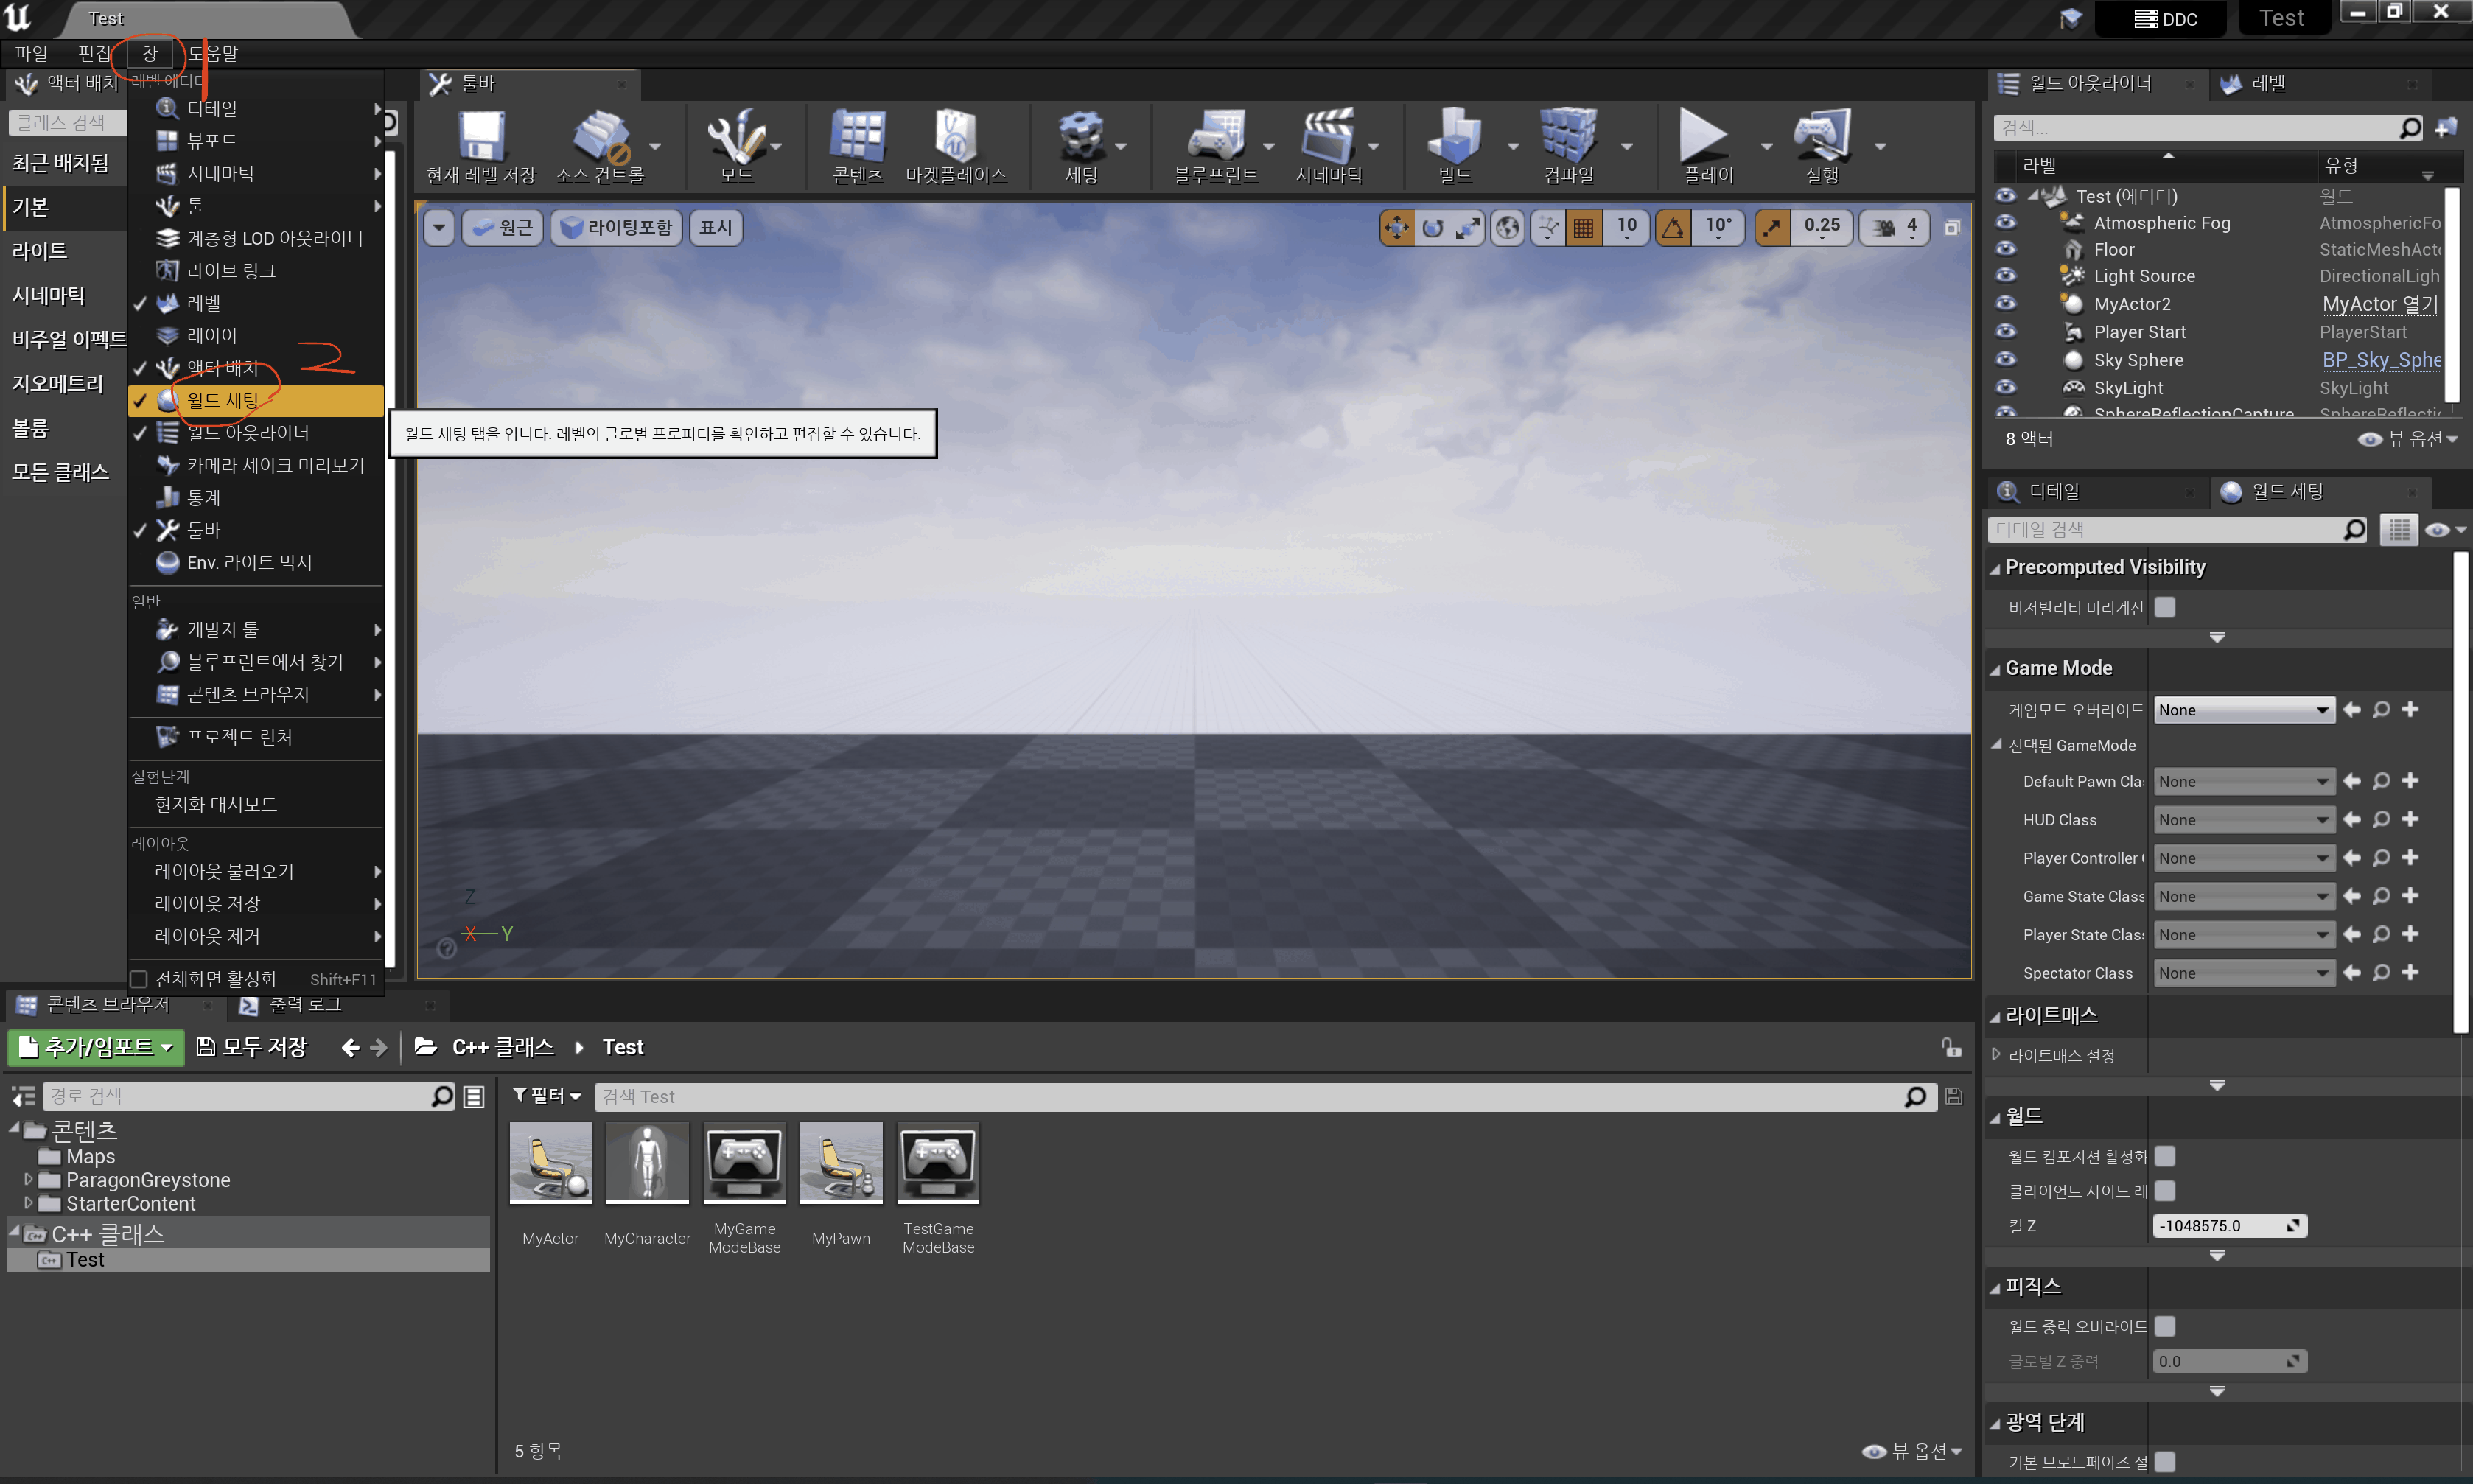 Test
DDC
Test
파일 편집 창 도움말
1
액터 배치
클래스 검색
최근 배치됨
기본
라이트
시네마틱
비주얼 이펙트
지오메트리
볼륨
모든 클래스
레벨 에디터
디테일
뷰포트
시네마틱
툴
계층형 LOD 아웃라이너
라이브 링크
레벨
레이어
액터 배치
2
월드 세팅
월드 아웃라이너
카메라 셰이크 미리보기
통계
툴바
Env. 라이트 믹서
일반
개발자 툴
블루프린트에서 찾기
콘텐츠 브라우저
프로젝트 런처
실험단계
현지화 대시보드
레이아웃
레이아웃 불러오기
레이아웃 저장
레이아웃 제거
전체화면 활성화 Shift+F11
월드 세팅 탭을 엽니다. 레벨의 글로벌 프로퍼티를 확인하고 편집할 수 있습니다.
툴바
현재 레벨 저장 소스 컨트롤 모드 콘텐츠 마켓플레이스 세팅 블루프린트 시네마틱 빌드 컴파일 플레이 실행
원근 라이팅포함 표시 10 10° 0.25 4
Z
X Y
월드 아웃라이너 레벨
검색...
라벨 유형
Test (에디터) 월드
Atmospheric Fog AtmosphericFo
Floor StaticMeshAct
Light Source DirectionalLigh
MyActor2 MyActor 열기
Player Start PlayerStart
Sky Sphere BP_Sky_Sphe
SkyLight SkyLight
SphereReflectionCapture SphereReflecti
8 액터 뷰 옵션
디테일 월드 세팅
디테일 검색
Precomputed Visibility
비저빌리티 미리계산
Game Mode
게임모드 오버라이드 None
선택된 GameMode
Default Pawn Cla None
HUD Class None
Player Controller None
Game State Class None
Player State Clas None
Spectator Class None
라이트매스
라이트매스 설정
월드
월드 컴포지션 활성화
클라이언트 사이드 레
킬 Z -1048575.0
피직스
월드 중력 오버라이드
글로벌 Z 중력 0.0
광역 단계
기본 브로드페이즈 설
콘텐츠 브라우저 출력 로그
추가/임포트 모두 저장 C++ 클래스 Test
경로 검색
콘텐츠
Maps
ParagonGreystone
StarterContent
C++ 클래스
Test
필터 검색 Test
MyActor
MyCharacter
MyGame
ModeBase
MyPawn
TestGame
ModeBase
5 항목 뷰 옵션